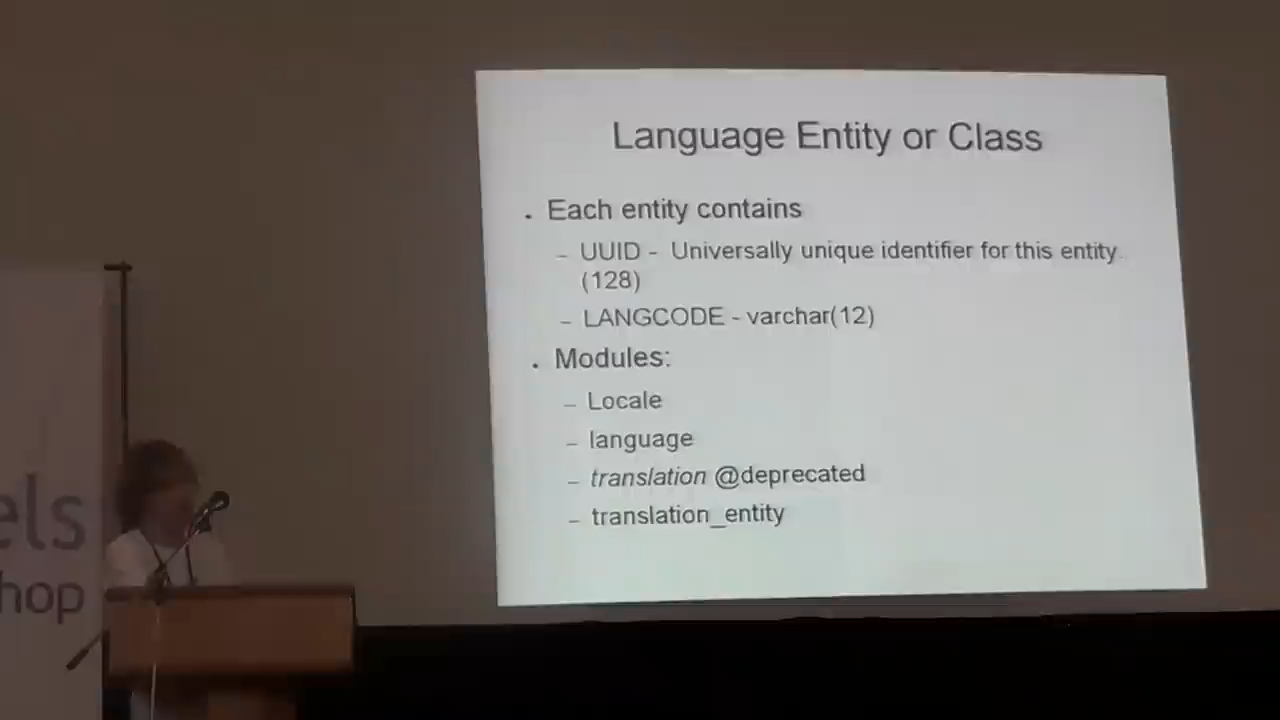 Language Entity or Class
. Each entity contains
– UUID - Universally unique identifier for this entity.
(128)
– LANGCODE - varchar(12)
. Modules:
– Locale
– language
– translation @deprecated
– translation_entity
els
hop